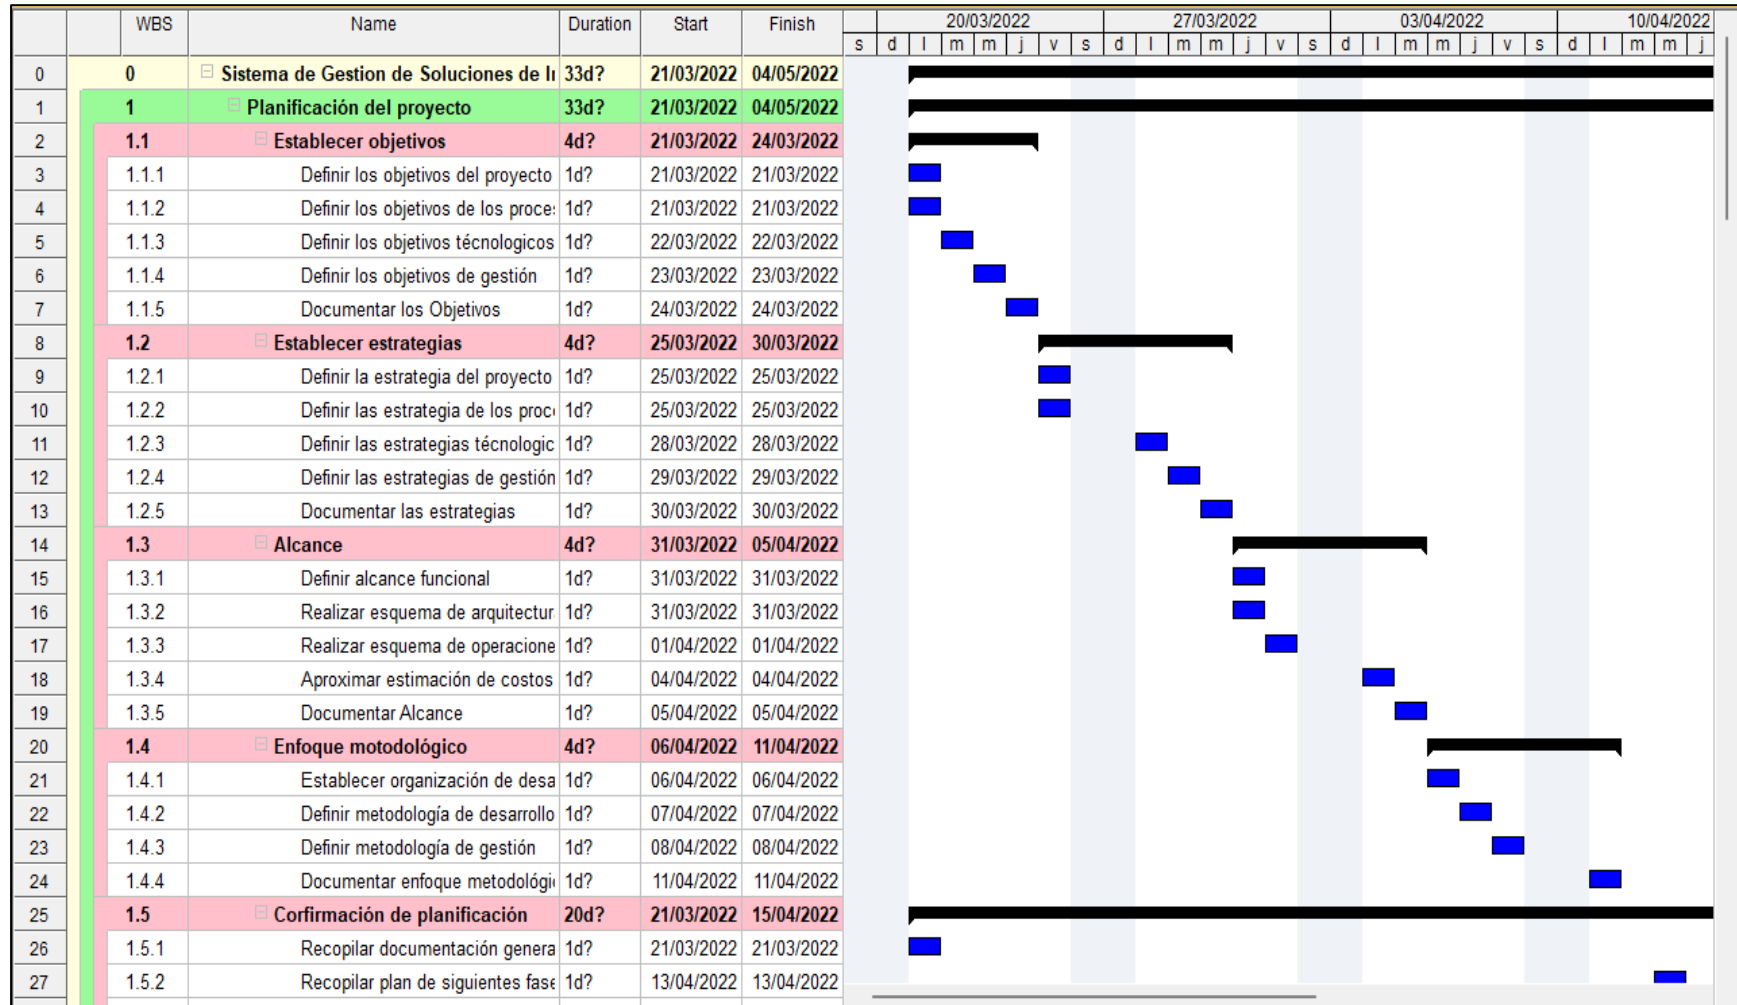 WBS Name Duration Start Finish 20/03/2022 27/03/2022 03/04/2022 10/04/2022
s d l m m j v s d l m m j v s d l m m j v s d l m m j
0 0 Sistema de Gestion de Soluciones de 33d? 21/03/2022 04/05/2022
1 1 Planificación del proyecto 33d? 21/03/2022 04/05/2022
2 1.1 Establecer objetivos 4d? 21/03/2022 24/03/2022
3 1.1.1 Definir los objetivos del proyecto 1d? 21/03/2022 21/03/2022
4 1.1.2 Definir los objetivos de los proce 1d? 21/03/2022 21/03/2022
5 1.1.3 Definir los objetivos técnologicos 1d? 22/03/2022 22/03/2022
6 1.1.4 Definir los objetivos de gestión 1d? 23/03/2022 23/03/2022
7 1.1.5 Documentar los Objetivos 1d? 24/03/2022 24/03/2022
8 1.2 Establecer estrategias 4d? 25/03/2022 30/03/2022
9 1.2.1 Definir la estrategia del proyecto 1d? 25/03/2022 25/03/2022
10 1.2.2 Definir las estrategia de los proc 1d? 25/03/2022 25/03/2022
11 1.2.3 Definir las estrategias técnologic 1d? 28/03/2022 28/03/2022
12 1.2.4 Definir las estrategias de gestión 1d? 29/03/2022 29/03/2022
13 1.2.5 Documentar las estrategias 1d? 30/03/2022 30/03/2022
14 1.3 Alcance 4d? 31/03/2022 05/04/2022
15 1.3.1 Definir alcance funcional 1d? 31/03/2022 31/03/2022
16 1.3.2 Realizar esquema de arquitectur 1d? 31/03/2022 31/03/2022
17 1.3.3 Realizar esquema de operacione 1d? 01/04/2022 01/04/2022
18 1.3.4 Aproximar estimación de costos 1d? 04/04/2022 04/04/2022
19 1.3.5 Documentar Alcance 1d? 05/04/2022 05/04/2022
20 1.4 Enfoque motodológico 4d? 06/04/2022 11/04/2022
21 1.4.1 Establecer organización de desa 1d? 06/04/2022 06/04/2022
22 1.4.2 Definir metodología de desarrollo 1d? 07/04/2022 07/04/2022
23 1.4.3 Definir metodología de gestión 1d? 08/04/2022 08/04/2022
24 1.4.4 Documentar enfoque metodológi 1d? 11/04/2022 11/04/2022
25 1.5 Corfirmación de planificación 20d? 21/03/2022 15/04/2022
26 1.5.1 Recopilar documentación genera 1d? 21/03/2022 21/03/2022
27 1.5.2 Recopilar plan de siguientes fase 1d? 13/04/2022 13/04/2022